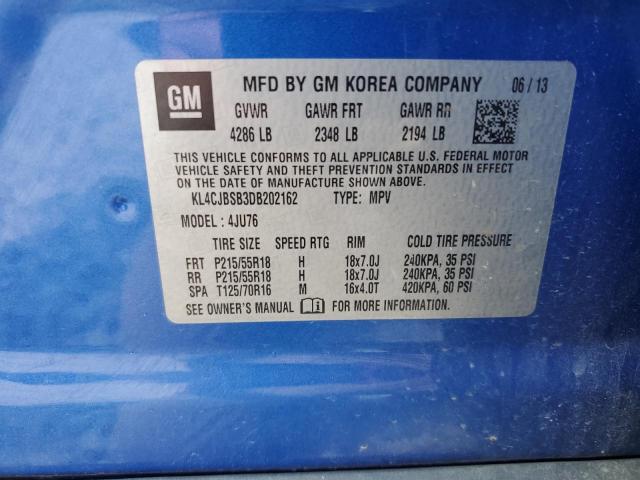 GM
MFD BY GM KOREA COMPANY 06 / 13
GVWR GAWR FRT GAWR RR
4286 LB 2348 LB 2194 LB
THIS VEHICLE CONFORMS TO ALL APPLICABLE U.S. FEDERAL MOTOR
VEHICLE SAFETY AND THEFT PREVENTION STANDARDS IN EFFECT ON
THE DATE OF MANUFACTURE SHOWN ABOVE.
KL4CJBSB3DB202162 TYPE: MPV
MODEL : 4JU76
TIRE SIZE SPEED RTG RIM COLD TIRE PRESSURE
FRT P215/55R18 H 18x7.0J 240KPA, 35 PSI
RR P215/55R18 H 18x7.0J 240KPA, 35 PSI
SPA T125/70R16 M 16x4.0T 420KPA, 60 PSI
SEE OWNER'S MANUAL FOR MORE INFORMATION.